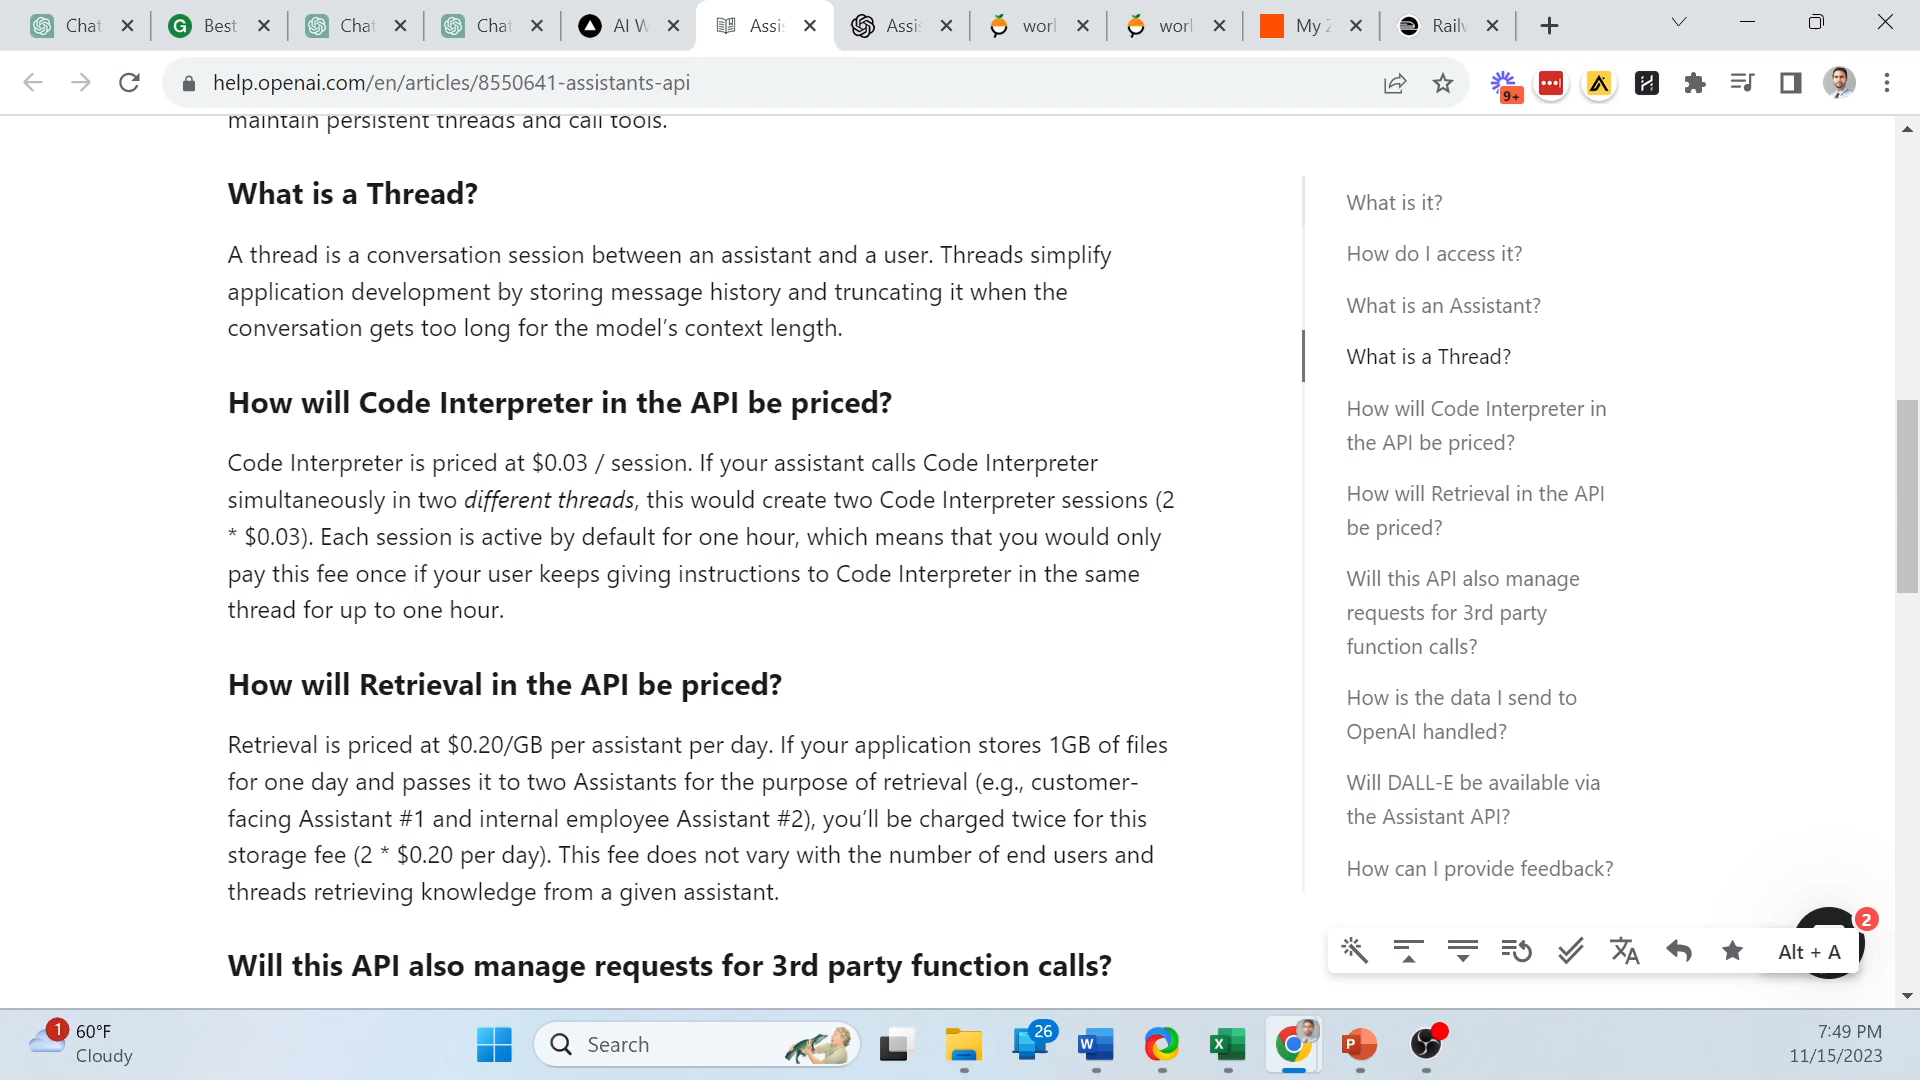 Chat
Best
Chat
Chat
AI W
Assis
Assis
worl
worl
My Z
Railw
help.openai.com/en/articles/8550641-assistants-api
9+
maintain persistent threads and call tools.
What is a Thread?
A thread is a conversation session between an assistant and a user. Threads simplify
application development by storing message history and truncating it when the
conversation gets too long for the model's context length.
How will Code Interpreter in the API be priced?
Code Interpreter is priced at $0.03 / session. If your assistant calls Code Interpreter
simultaneously in two different threads, this would create two Code Interpreter sessions (2
* $0.03). Each session is active by default for one hour, which means that you would only
pay this fee once if your user keeps giving instructions to Code Interpreter in the same
thread for up to one hour.
How will Retrieval in the API be priced?
Retrieval is priced at $0.20/GB per assistant per day. If your application stores 1GB of files
for one day and passes it to two Assistants for the purpose of retrieval (e.g., customer-
facing Assistant #1 and internal employee Assistant #2), you'll be charged twice for this
storage fee (2 * $0.20 per day). This fee does not vary with the number of end users and
threads retrieving knowledge from a given assistant.
Will this API also manage requests for 3rd party function calls?
What is it?
How do I access it?
What is an Assistant?
What is a Thread?
How will Code Interpreter in
the API be priced?
How will Retrieval in the API
be priced?
Will this API also manage
requests for 3rd party
function calls?
How is the data I send to
OpenAI handled?
Will DALL-E be available via
the Assistant API?
How can I provide feedback?
2
Alt + A
1
60°F
Cloudy
Search
26
7:49 PM
11/15/2023